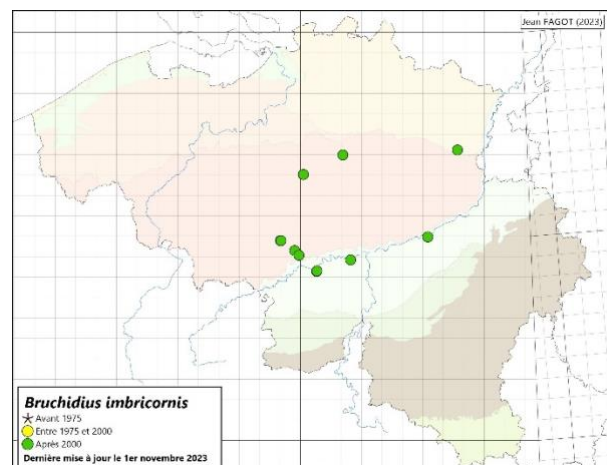 Jean FAGOT (2023)
Bruchidius imbricornis
Avant 1975
Entre 1975 et 2000
Après 2000
Dernière mise à jour le 1er novembre 2023